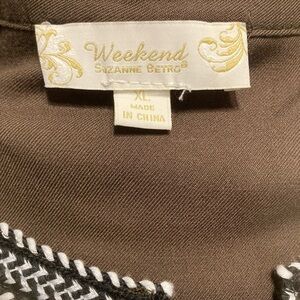 Weekend
SUZANNE BETRO®
XL
MADE
IN CHINA